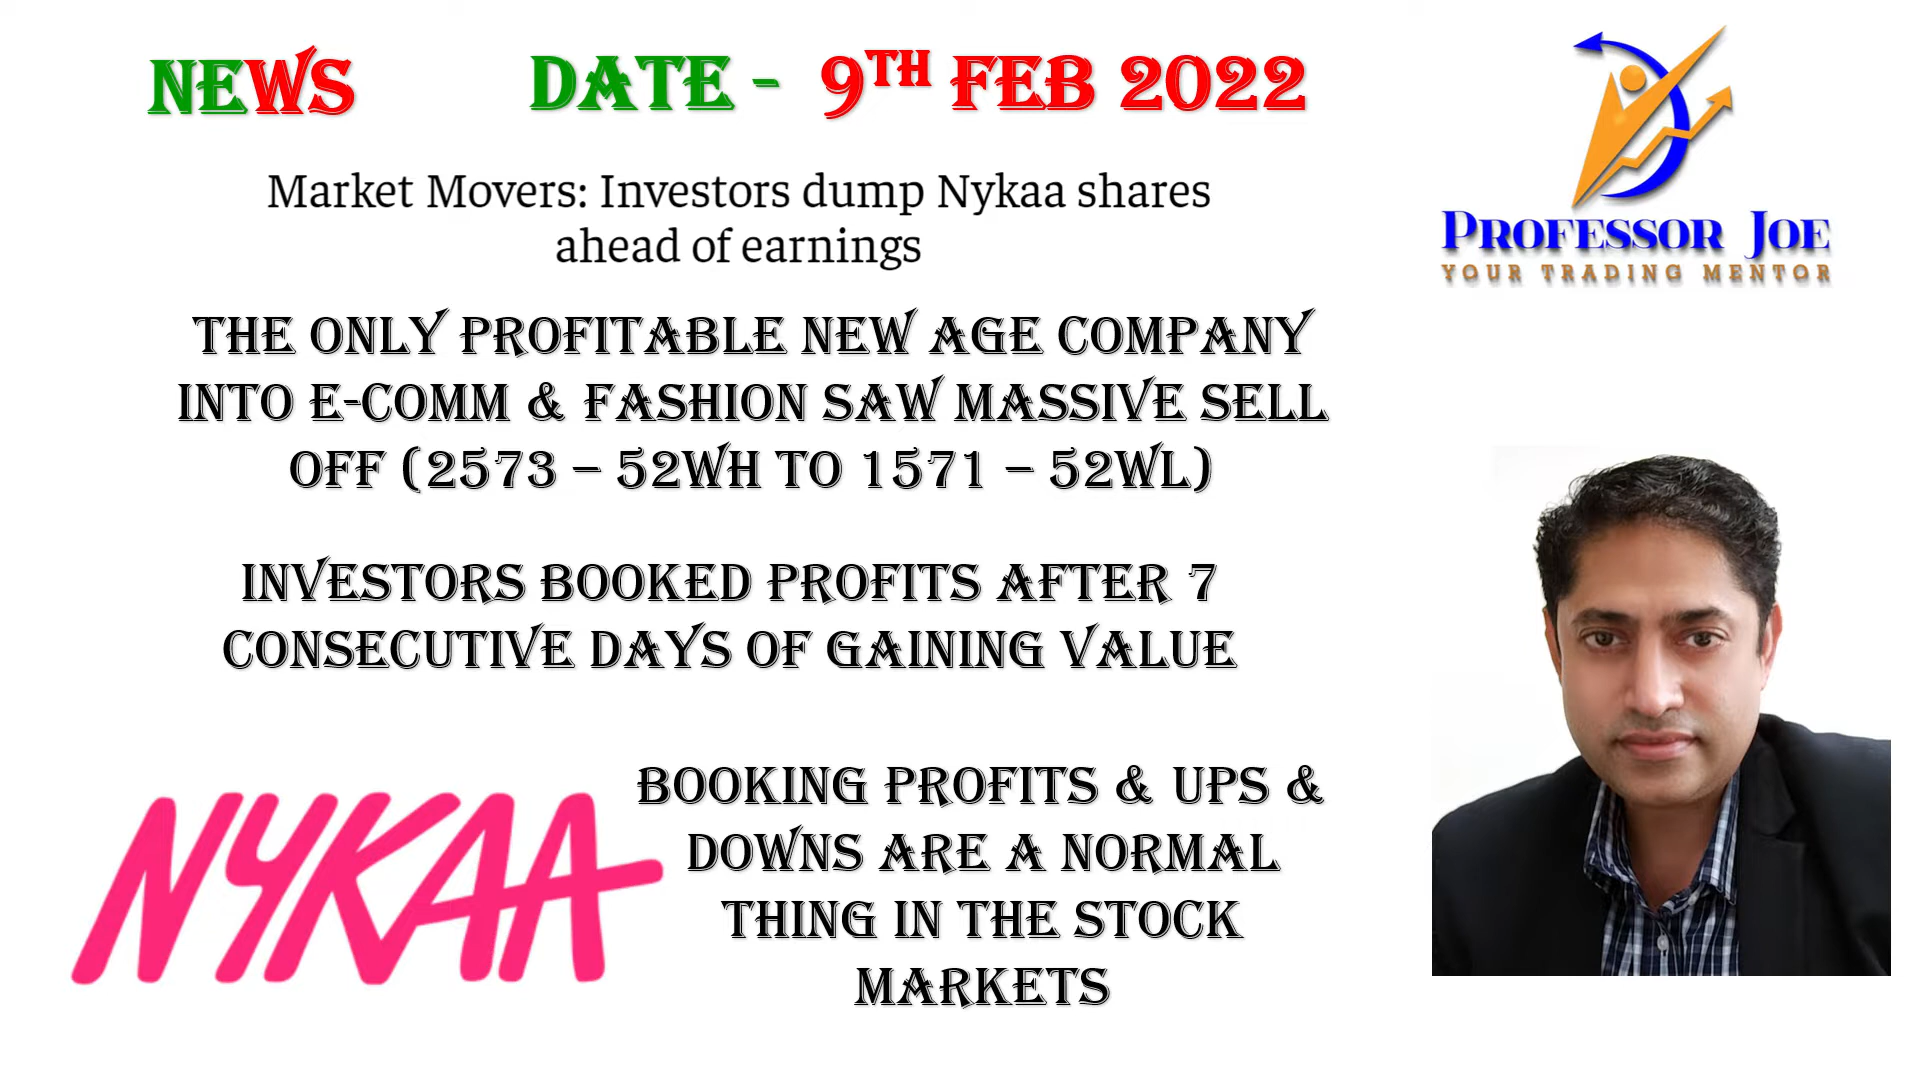 NEWS
DATE - 9TH FEB 2022
PROFESSOR JOE
YOUR TRADING MENTOR
Market Movers: Investors dump Nykaa shares
ahead of earnings
THE ONLY PROFITABLE NEW AGE COMPANY
INTO E-COMM & FASHION SAW MASSIVE SELL
OFF (2573 – 52WH TO 1571 – 52WL)
INVESTORS BOOKED PROFITS AFTER 7
CONSECUTIVE DAYS OF GAINING VALUE
NYKAA
BOOKING PROFITS & UPS &
DOWNS ARE A NORMAL
THING IN THE STOCK
MARKETS